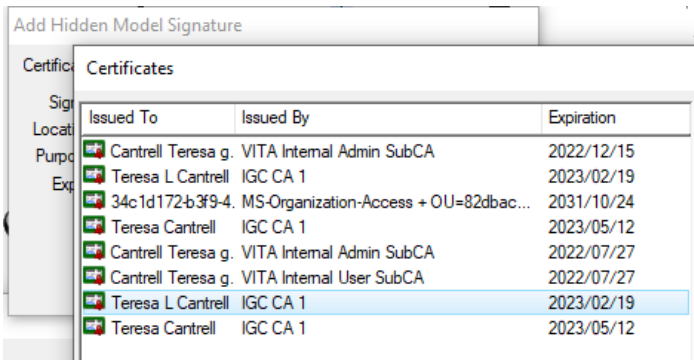 Add Hidden Model Signature
Certificates
Issued To Issued By Expiration
Cantrell Teresa g. VITA Internal Admin SubCA 2022/12/15
Teresa L Cantrell IGC CA 1 2023/02/19
34c1d172-b3f9-4. MS-Organization-Access + OU=82dbac... 2031/10/24
Teresa Cantrell IGC CA 1 2023/05/12
Cantrell Teresa g. VITA Internal Admin SubCA 2022/07/27
Cantrell Teresa g. VITA Internal User SubCA 2022/07/27
Teresa L Cantrell IGC CA 1 2023/02/19
Teresa Cantrell IGC CA 1 2023/05/12